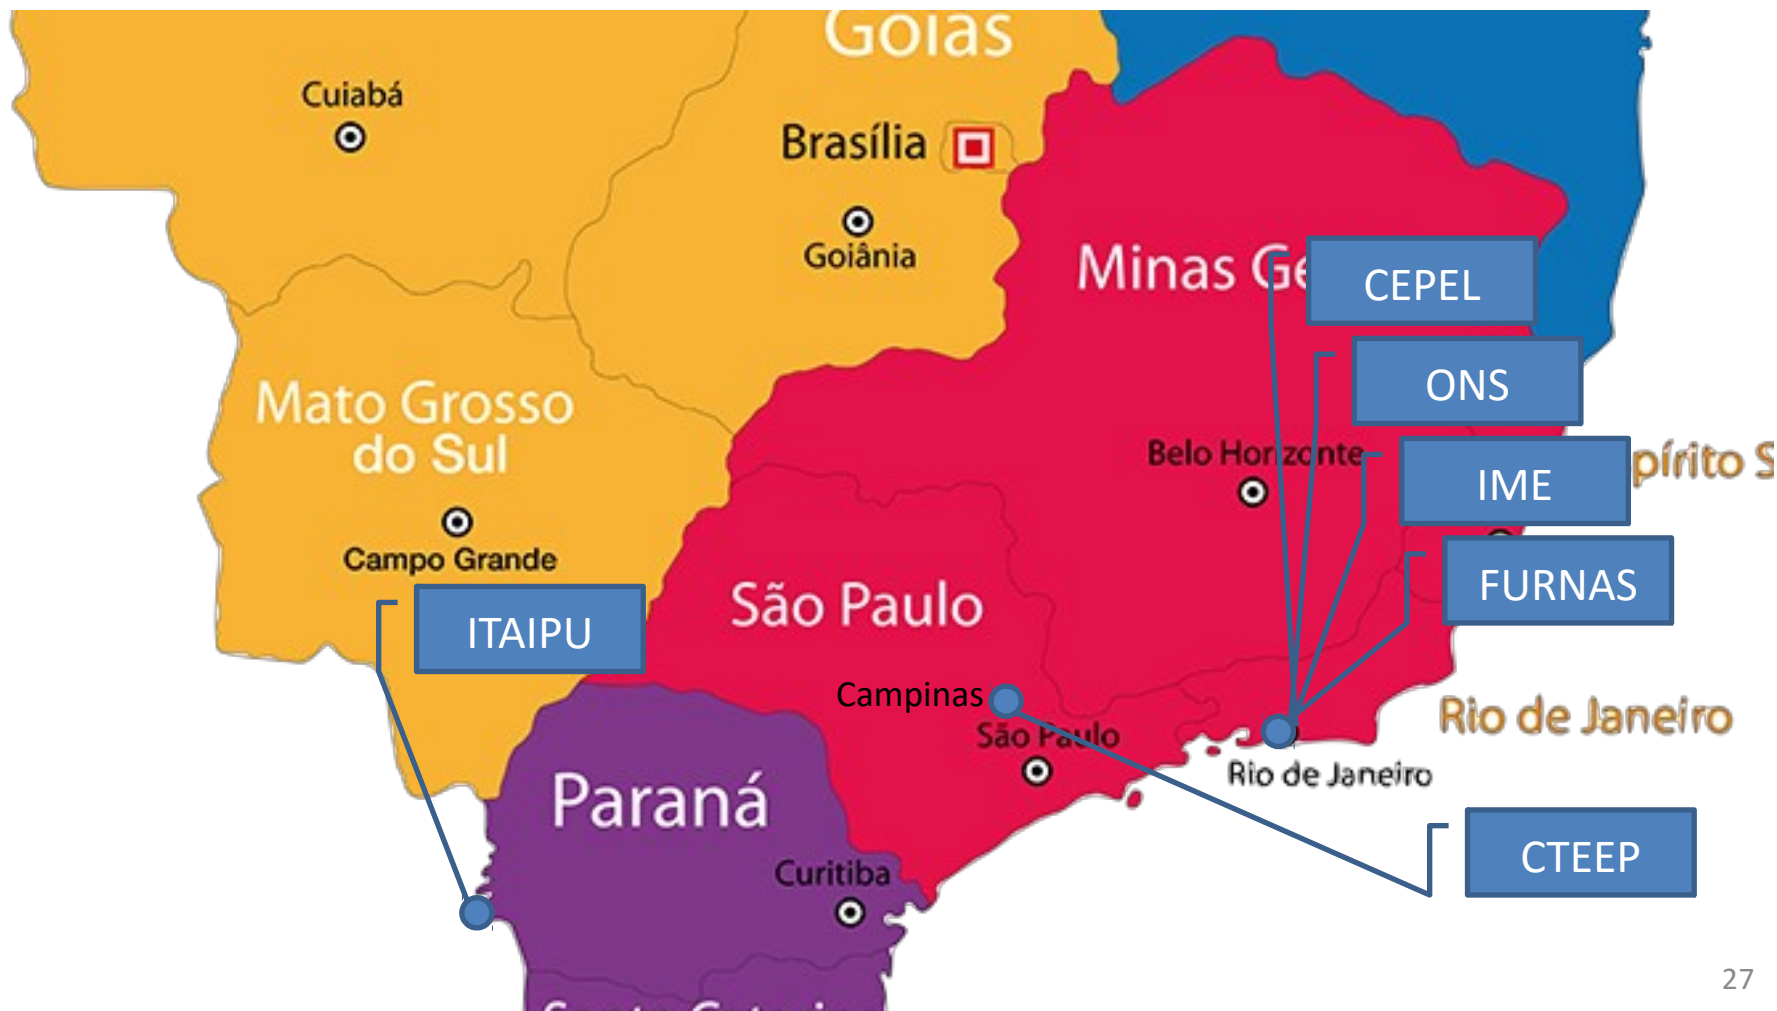 Goiás
Cuiabá
Brasília
Goiânia
Minas
CEPEL
ONS
Mato Grosso
do Sul
Belo Horizonte
pírito S
IME
Campo Grande
FURNAS
São Paulo
ITAIPU
Campinas
São Paulo
Rio de Janeiro
Rio de Janeiro
Paraná
CTEEP
Curitiba
27